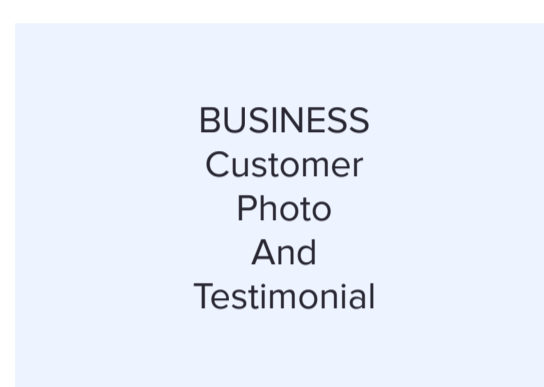 BUSINESS
Customer
Photo
And
Testimonial